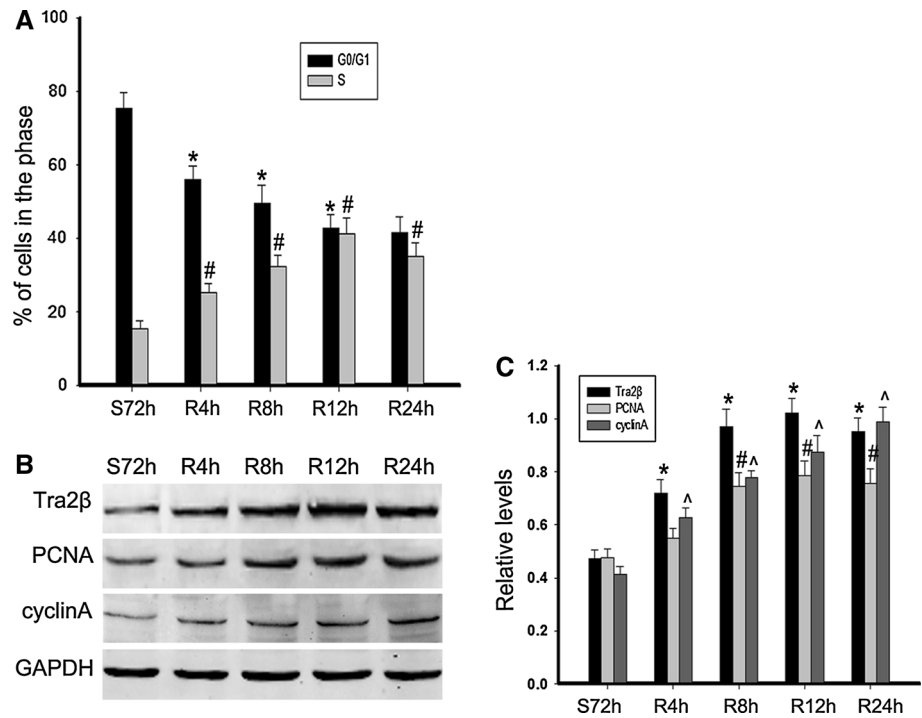 A
100
80
60
40
20
0
% of cells in the phase
G0/G1
S
*
#
*
#
*
#
#
S72h R4h R8h R12h R24h
B
S72h R4h R8h R12h R24h
Tra2β
PCNA
cyclinA
GAPDH
C
1.2
1.0
0.8
0.6
0.4
0.2
0.0
Relative levels
Tra2β
PCNA
cyclinA
*
^
*
#
^
*
#
^
*
#
^
S72h R4h R8h R12h R24h